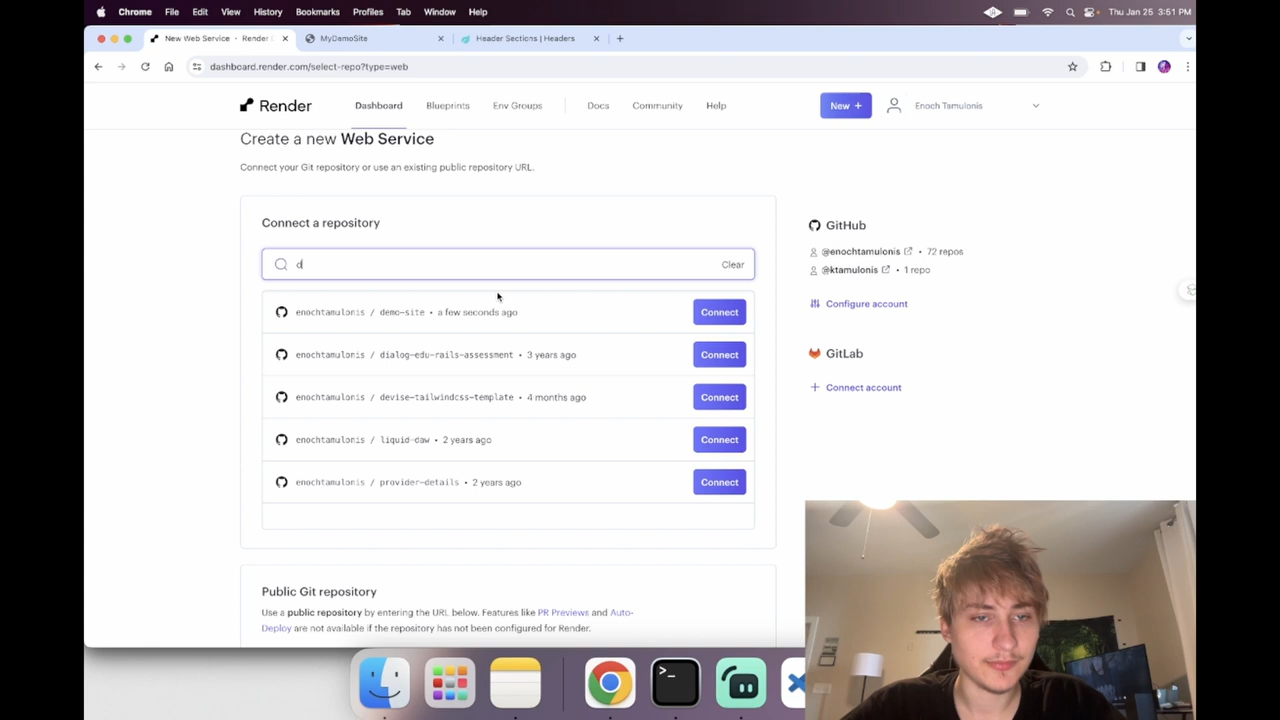 Chrome File Edit View History Bookmarks Profiles Tab Window Help Thu Jan 25 3:51 PM
New Web Service · Render MyDemoSite Header Sections | Headers
dashboard.render.com/select-repo?type=web
Render Dashboard Blueprints Env Groups Docs Community Help New + Enoch Tamulonis
Create a new Web Service
Connect your Git repository or use an existing public repository URL.
Connect a repository
d Clear
enochtamulonis / demo-site • a few seconds ago Connect
enochtamulonis / dialog-edu-rails-assessment • 3 years ago Connect
enochtamulonis / devise-tailwindcss-template • 4 months ago Connect
enochtamulonis / liquid-daw • 2 years ago Connect
enochtamulonis / provider-details • 2 years ago Connect
GitHub
@enochtamulonis • 72 repos
@ktamulonis • 1 repo
Configure account
GitLab
Connect account
Public Git repository
Use a public repository by entering the URL below. Features like PR Previews and Auto-
Deploy are not available if the repository has not been configured for Render.